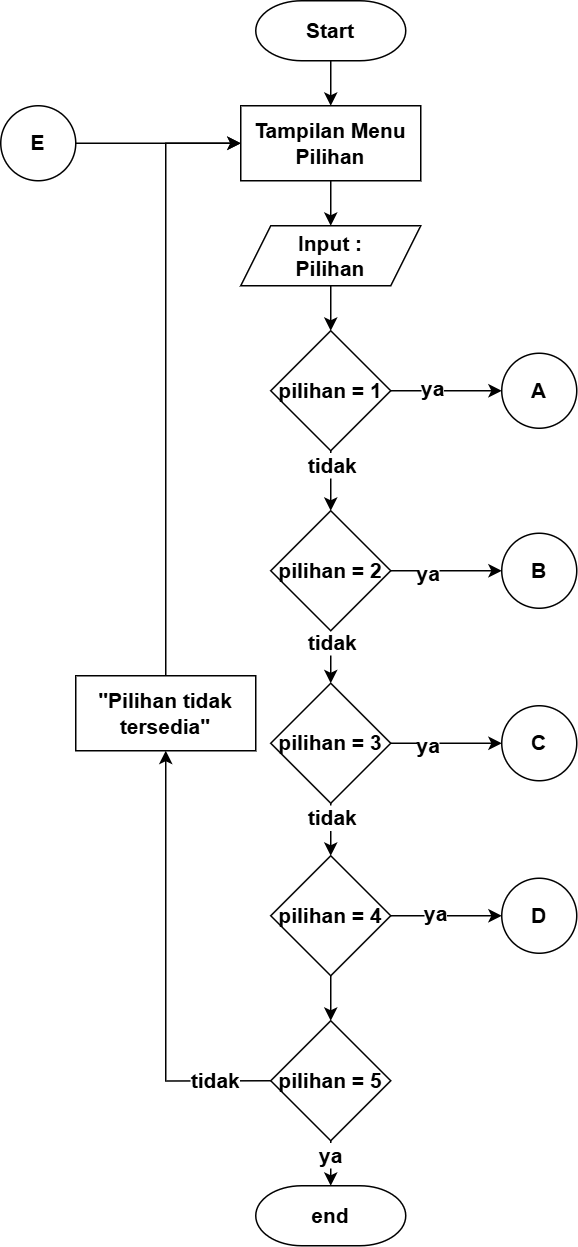 Start
E
Tampilan Menu
Pilihan
Input :
Pilihan
pilihan = 1
ya
A
tidak
pilihan = 2
ya
B
tidak
"Pilihan tidak
tersedia"
pilihan = 3
ya
C
tidak
pilihan = 4
ya
D
tidak
pilihan = 5
ya
end